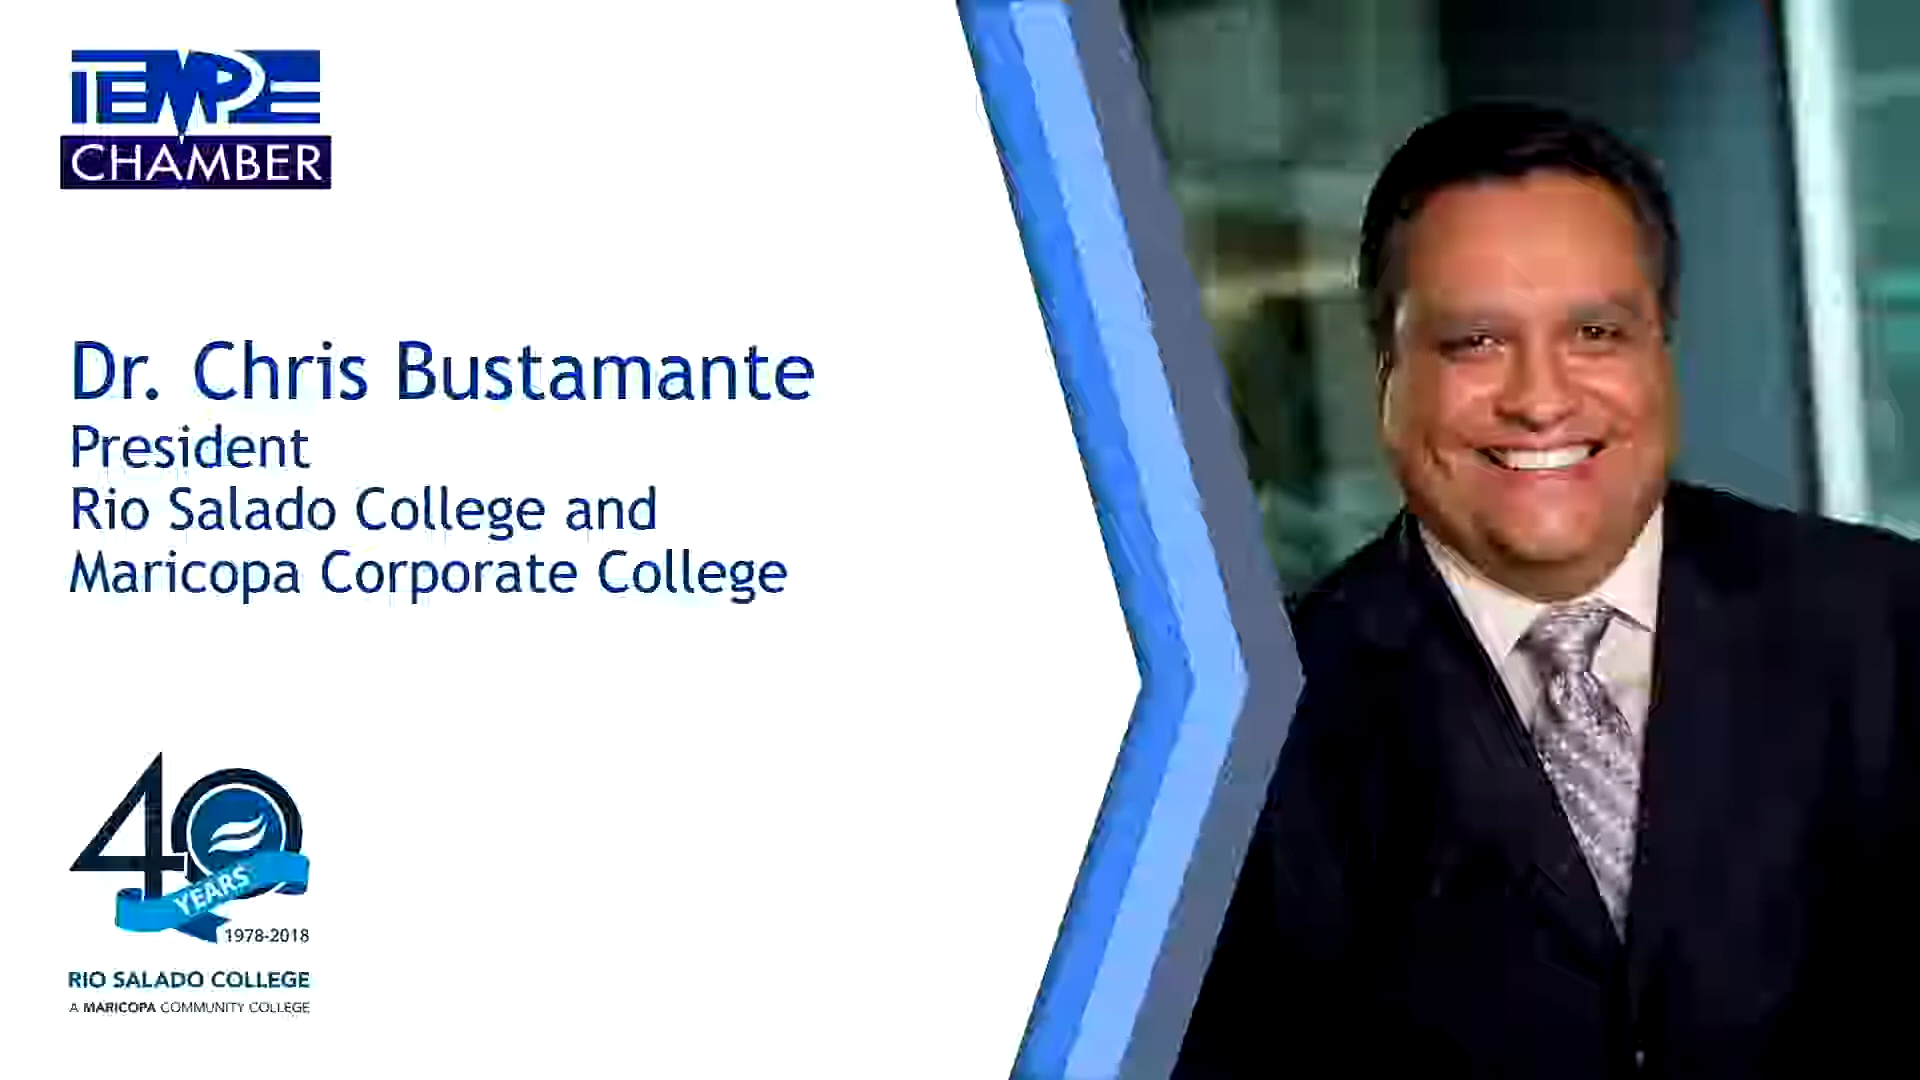 TEMPE
CHAMBER
Dr. Chris Bustamante
President
Rio Salado College and
Maricopa Corporate College
40
YEARS
1978-2018
RIO SALADO COLLEGE
A MARICOPA COMMUNITY COLLEGE